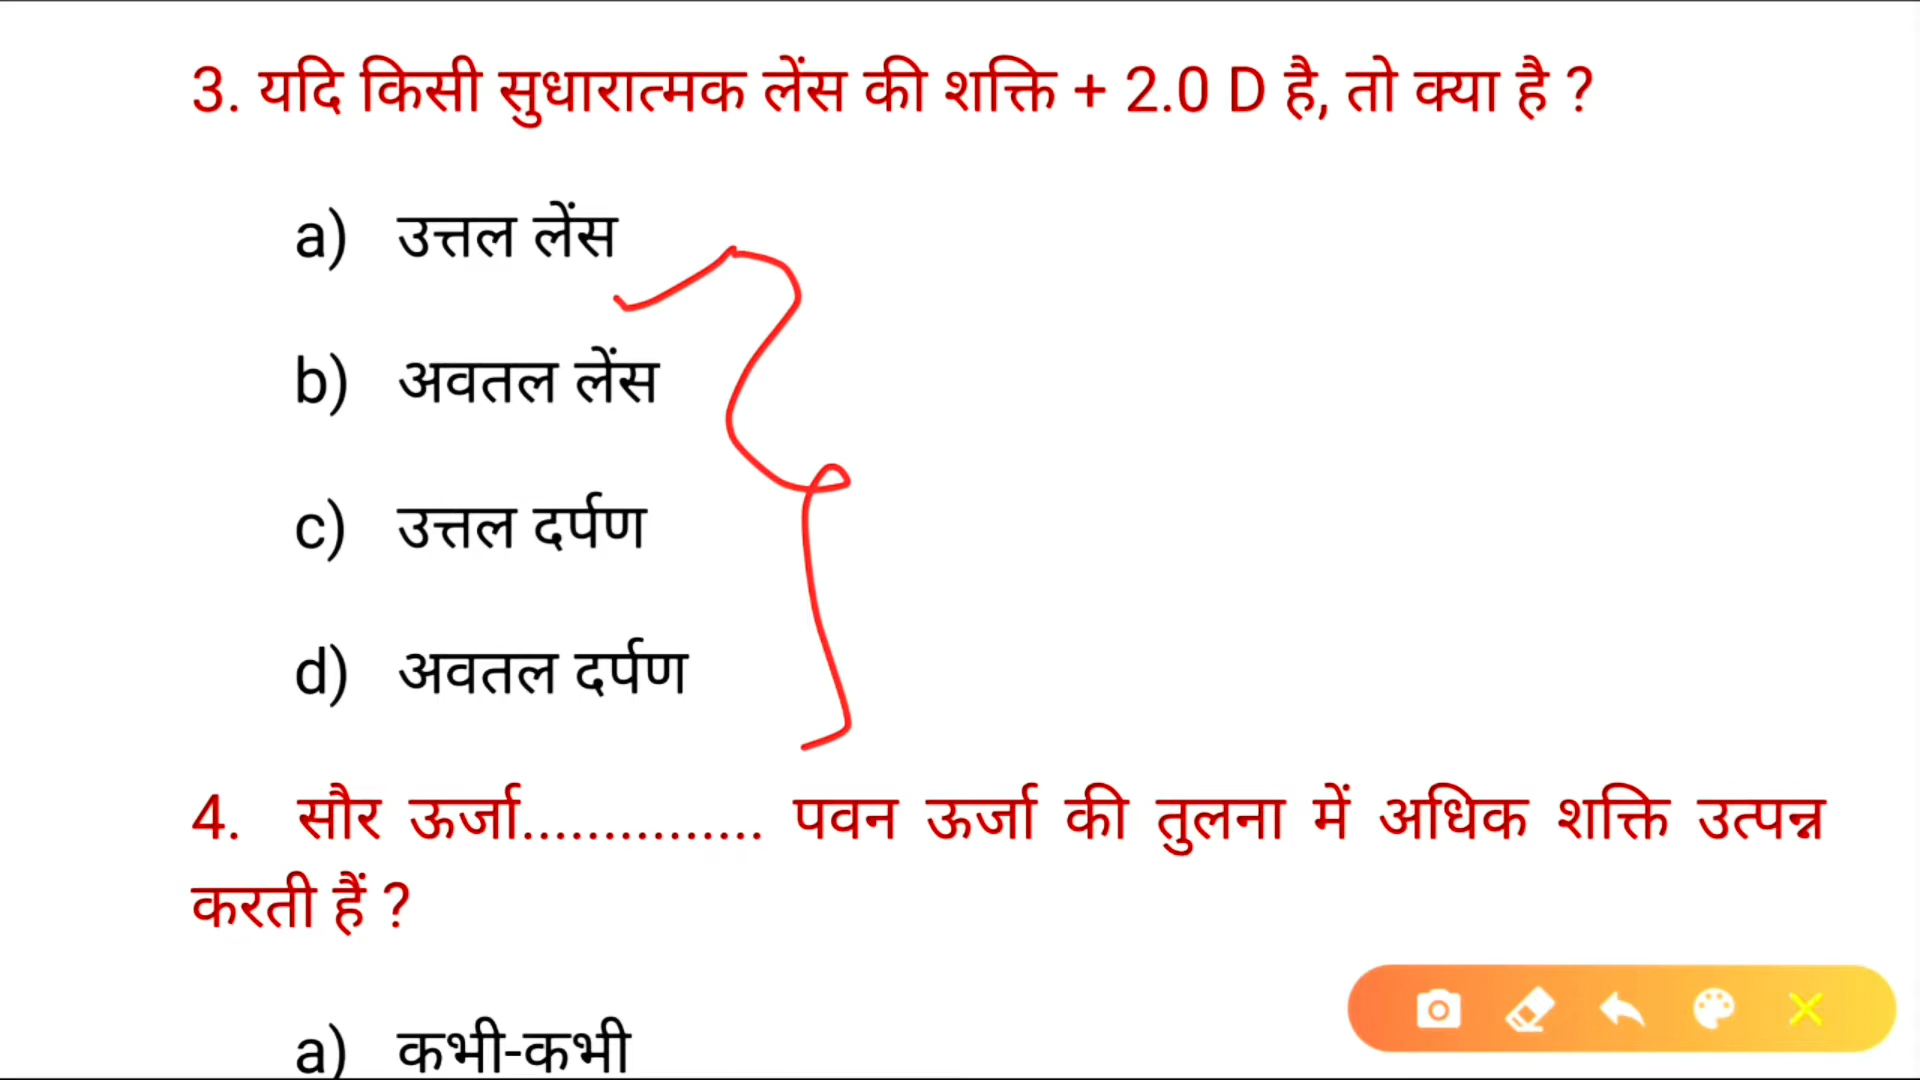 3. यदि किसी सुधारात्मक लेंस की शक्ति + 2.0 D है, तो क्या है ?
a) उत्तल लेंस
b) अवतल लेंस
c) उत्तल दर्पण
d) अवतल दर्पण
4. सौर ऊर्जा............... पवन ऊर्जा की तुलना में अधिक शक्ति उत्पन्न
करती हैं ?
a) कभी-कभी